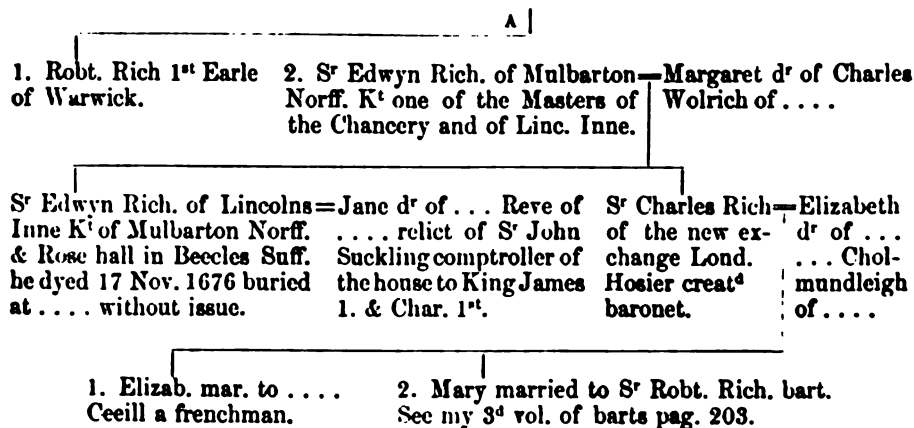 A
1. Robt. Rich 1st Earle
of Warwick.
2. Sr Edwyn Rich. of Mulbarton
Norff. Kt one of the Masters of
the Chancery and of Linc. Inne.
Margaret dr of Charles
Wolrich of . . . .
Sr Edwyn Rich. of Lincolns
Inne Kt of Mulbarton Norff.
& Rose hall in Beecles Suff.
he dyed 17 Nov. 1676 buried
at . . . . without issue.
=Jane dr of . . . Reve of
. . . . relict of Sr John
Suckling comptroller of
the house to King James
1. & Char. 1st.
Sr Charles Rich
of the new ex-
change Lond.
Hosier creatd
baronet.
Elizabeth
dr of . . .
. . . Chol-
mundleigh
of . . . .
1. Elizab. mar. to . . . .
Ceeill a frenchman.
2. Mary married to Sr Robt. Rich. bart.
See my 3d vol. of barts pag. 203.